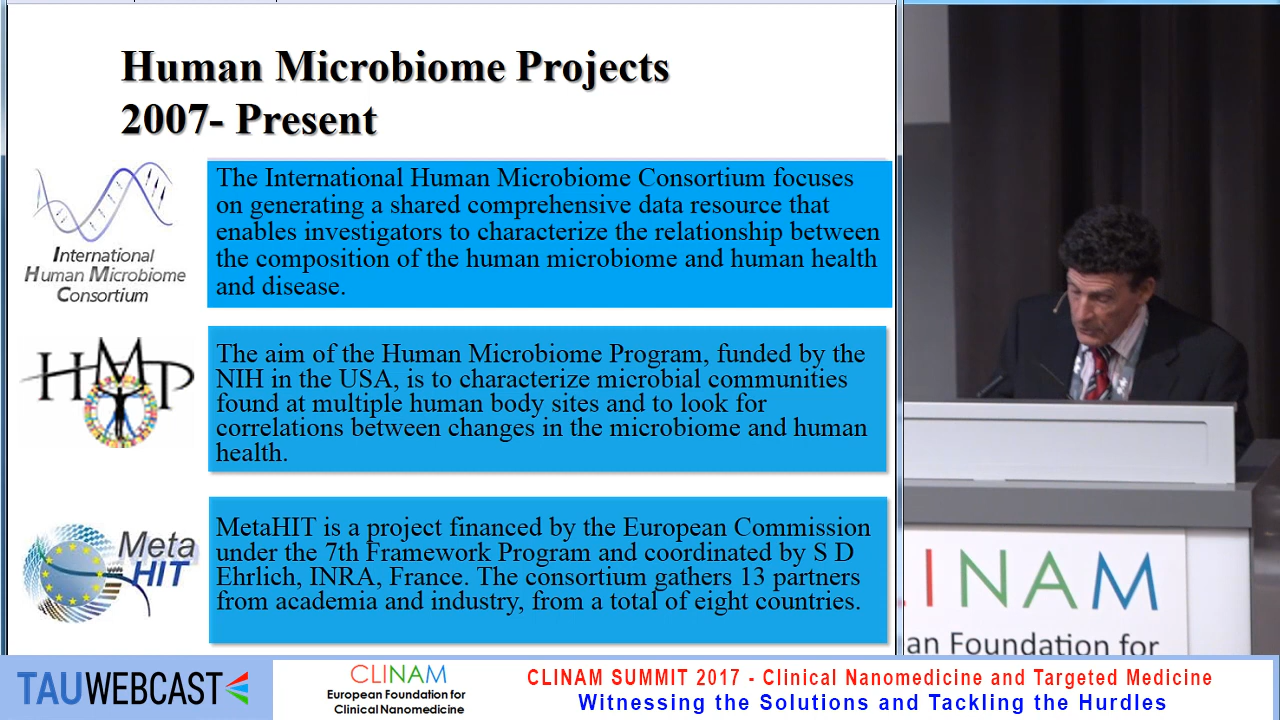 Human Microbiome Projects
2007- Present
International
Human Microbiome
Consortium
The International Human Microbiome Consortium focuses
on generating a shared comprehensive data resource that
enables investigators to characterize the relationship between
the composition of the human microbiome and human health
and disease.
HMP
The aim of the Human Microbiome Program, funded by the
NIH in the USA, is to characterize microbial communities
found at multiple human body sites and to look for
correlations between changes in the microbiome and human
health.
Meta
HIT
MetaHIT is a project financed by the European Commission
under the 7th Framework Program and coordinated by S D
Ehrlich, INRA, France. The consortium gathers 13 partners
from academia and industry, from a total of eight countries.
LINAM
an Foundation for
TAUWEBCAST
CLINAM
European Foundation for
Clinical Nanomedicine
CLINAM SUMMIT 2017 - Clinical Nanomedicine and Targeted Medicine
Witnessing the Solutions and Tackling the Hurdles